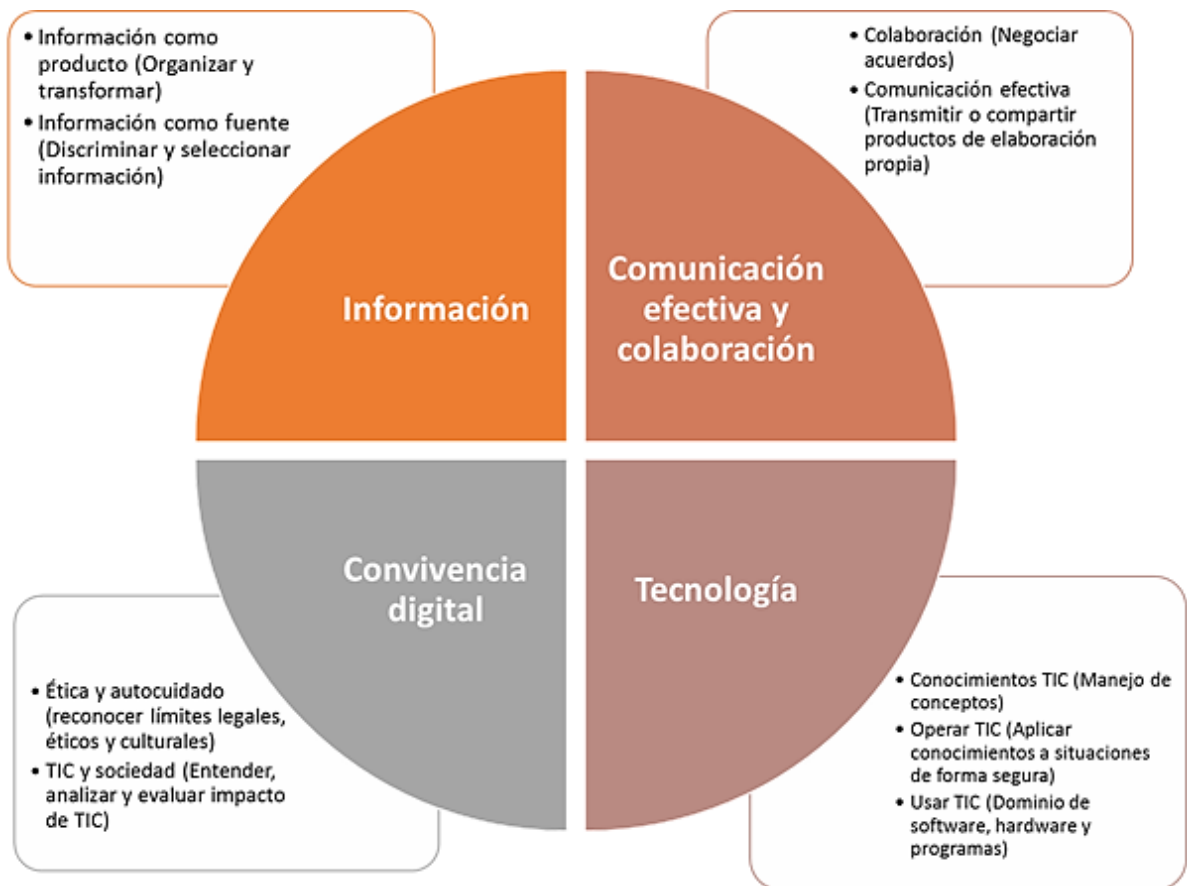 • Información como
producto (Organizar y
transformar)
• Información como fuente
(Discriminar y seleccionar
información)
• Colaboración (Negociar
acuerdos)
• Comunicación efectiva
(Transmitir o compartir
productos de elaboración
propia)
Información
Comunicación
efectiva y
colaboración
Convivencia
digital
Tecnología
• Ética y autocuidado
(reconocer límites legales,
éticos y culturales)
• TIC y sociedad (Entender,
analizar y evaluar impacto
de TIC)
• Conocimientos TIC (Manejo de
conceptos)
• Operar TIC (Aplicar
conocimientos a situaciones
de forma segura)
• Usar TIC (Dominio de
software, hardware y
programas)